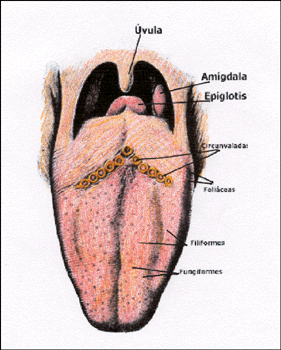 Úvula
Amigdala
Epiglotis
Circunvaladas
Foliáceas
Filiformes
Fungiformes